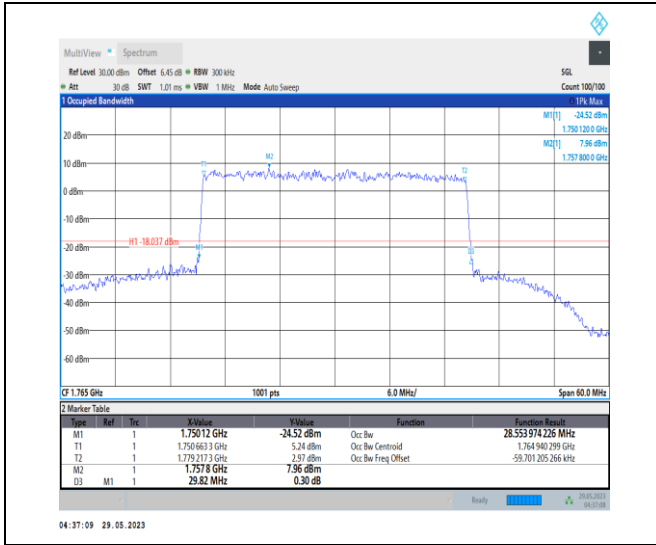 MultiView Spectrum
Ref Level 30.00 dBm Offset 6.45 dB RBW 300 kHz SGL
Att 30 dB SWT 1.01 ms VBW 1 MHz Mode Auto Sweep Count 100/100
1 Occupied Bandwidth 1Pk Max
M1[1] -24.52 dBm
1.750 120 0 GHz
M2[1] 7.96 dBm
1.757 800 0 GHz
20 dBm
10 dBm
0 dBm
-10 dBm
-20 dBm
-30 dBm
-40 dBm
-50 dBm
-60 dBm
T1
M2
T2
H1 -18.037 dBm
M1
D3
CF 1.765 GHz 1001 pts 6.0 MHz/ Span 60.0 MHz
2 Marker Table
Type Ref Trc X-Value Y-Value Function Function Result
M1 1 1.75012 GHz -24.52 dBm Occ Bw 28.553 974 226 MHz
T1 1 1.750 663 3 GHz 5.24 dBm Occ Bw Centroid 1.764 940 299 GHz
T2 1 1.779 217 3 GHz 2.97 dBm Occ Bw Freq Offset -59.701 205 266 kHz
M2 1 1.7578 GHz 7.96 dBm
D3 M1 1 29.82 MHz 0.30 dB
Ready 29.05.2023
04:37:08
04:37:09 29.05.2023